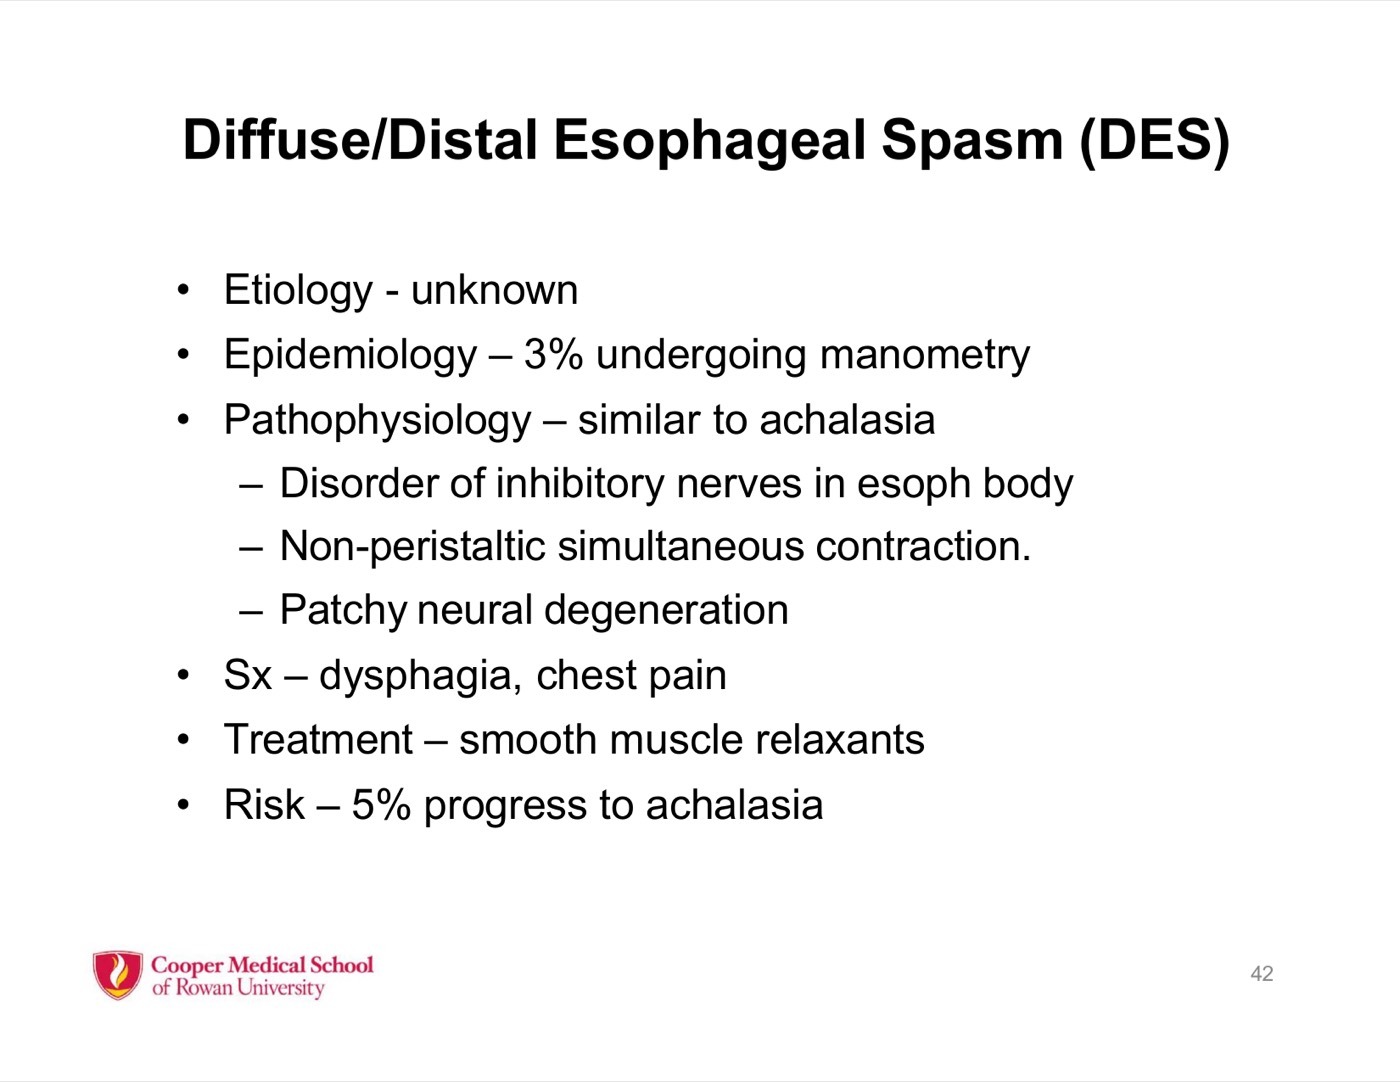 Diffuse/Distal Esophageal Spasm (DES)
• Etiology - unknown
• Epidemiology – 3% undergoing manometry
• Pathophysiology – similar to achalasia
– Disorder of inhibitory nerves in esoph body
– Non-peristaltic simultaneous contraction.
– Patchy neural degeneration
• Sx – dysphagia, chest pain
• Treatment – smooth muscle relaxants
• Risk – 5% progress to achalasia
Cooper Medical School
of Rowan University
42